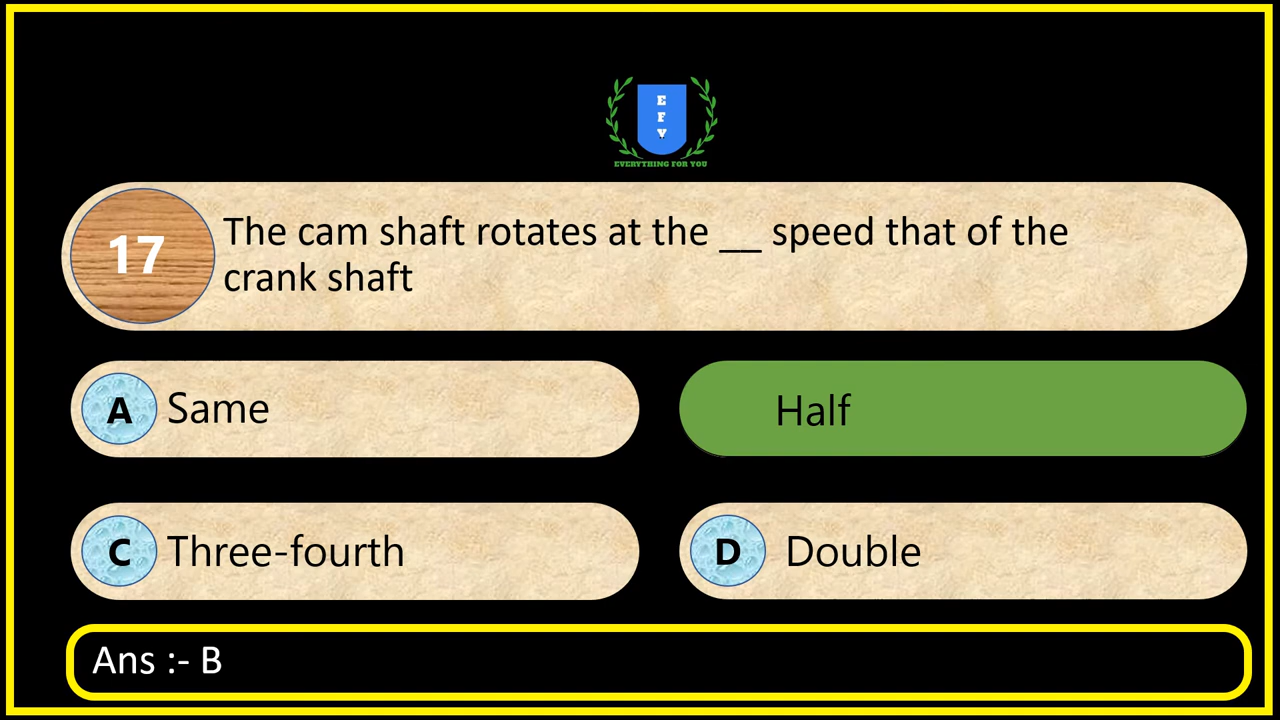 E
F
Y
EVERYTHING FOR YOU
17
The cam shaft rotates at the __ speed that of the
crank shaft
A Same
Half
C Three-fourth
D Double
Ans :- B